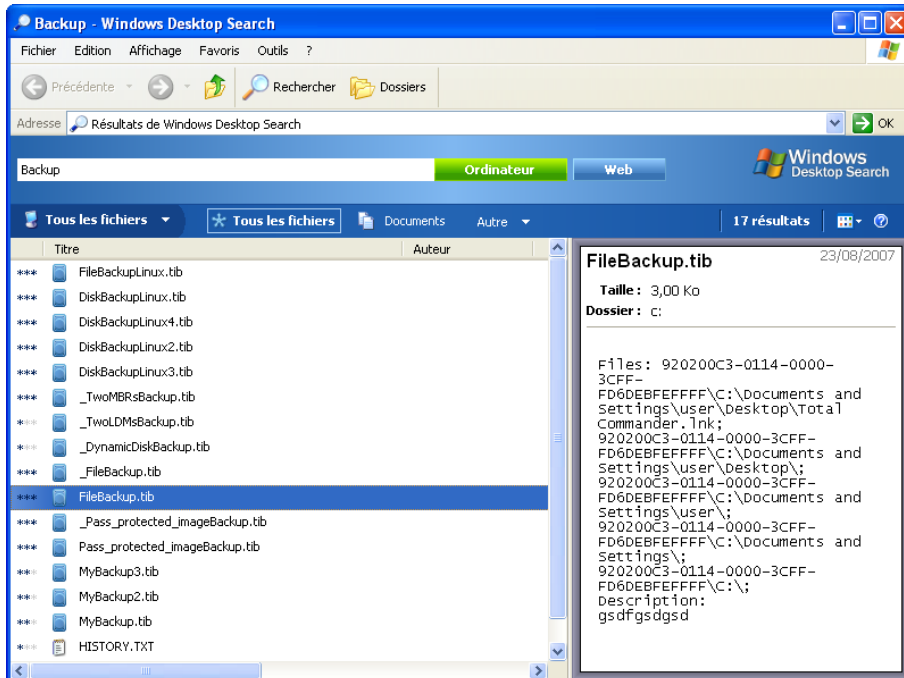 Backup - Windows Desktop Search
Fichier Edition Affichage Favoris Outils ?
Précédente Rechercher Dossiers
Adresse Résultats de Windows Desktop Search OK
Backup Ordinateur Web Windows
Desktop Search
Tous les fichiers Tous les fichiers Documents Autre 17 résultats
Titre Auteur
*** FileBackupLinux.tib
*** DiskBackupLinux.tib
*** DiskBackupLinux4.tib
*** DiskBackupLinux2.tib
*** DiskBackupLinux3.tib
*** _TwoMBRsBackup.tib
*** _TwoLDMsBackup.tib
*** _DynamicDiskBackup.tib
*** _FileBackup.tib
*** FileBackup.tib
*** _Pass_protected_imageBackup.tib
*** Pass_protected_imageBackup.tib
*** MyBackup3.tib
*** MyBackup2.tib
*** MyBackup.tib
*** HISTORY.TXT
FileBackup.tib 23/08/2007
Taille : 3,00 Ko
Dossier : c:
Files: 920200C3-0114-0000-
3CFF-
FD6DEBFEFFFF\C:\Documents and
Settings\user\Desktop\Total
Commander.lnk;
920200C3-0114-0000-3CFF-
FD6DEBFEFFFF\C:\Documents and
Settings\user\Desktop\;
920200C3-0114-0000-3CFF-
FD6DEBFEFFFF\C:\Documents and
Settings\user\;
920200C3-0114-0000-3CFF-
FD6DEBFEFFFF\C:\Documents and
Settings\;
920200C3-0114-0000-3CFF-
FD6DEBFEFFFF\C:\;
Description:
gsdfgsdgsd